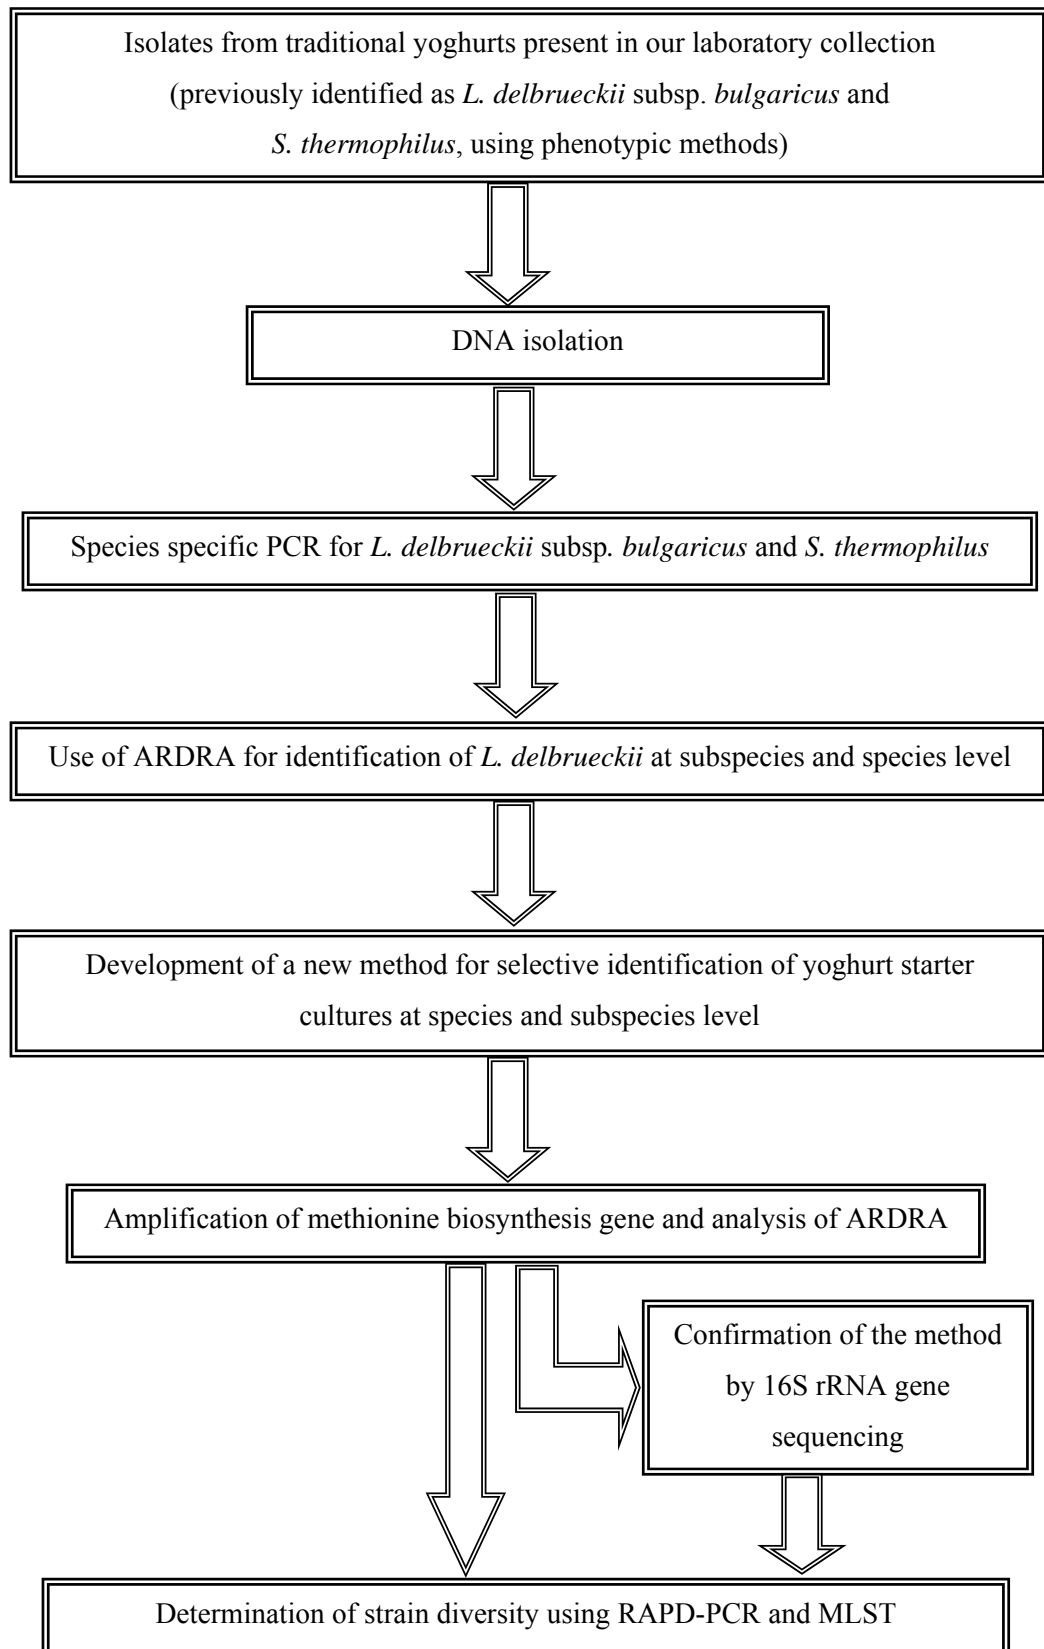 Isolates from traditional yoghurts present in our laboratory collection
(previously identified as L. delbrueckii subsp. bulgaricus and
S. thermophilus, using phenotypic methods)
DNA isolation
Species specific PCR for L. delbrueckii subsp. bulgaricus and S. thermophilus
Use of ARDRA for identification of L. delbrueckii at subspecies and species level
Development of a new method for selective identification of yoghurt starter
cultures at species and subspecies level
Amplification of methionine biosynthesis gene and analysis of ARDRA
Confirmation of the method
by 16S rRNA gene
sequencing
Determination of strain diversity using RAPD-PCR and MLST